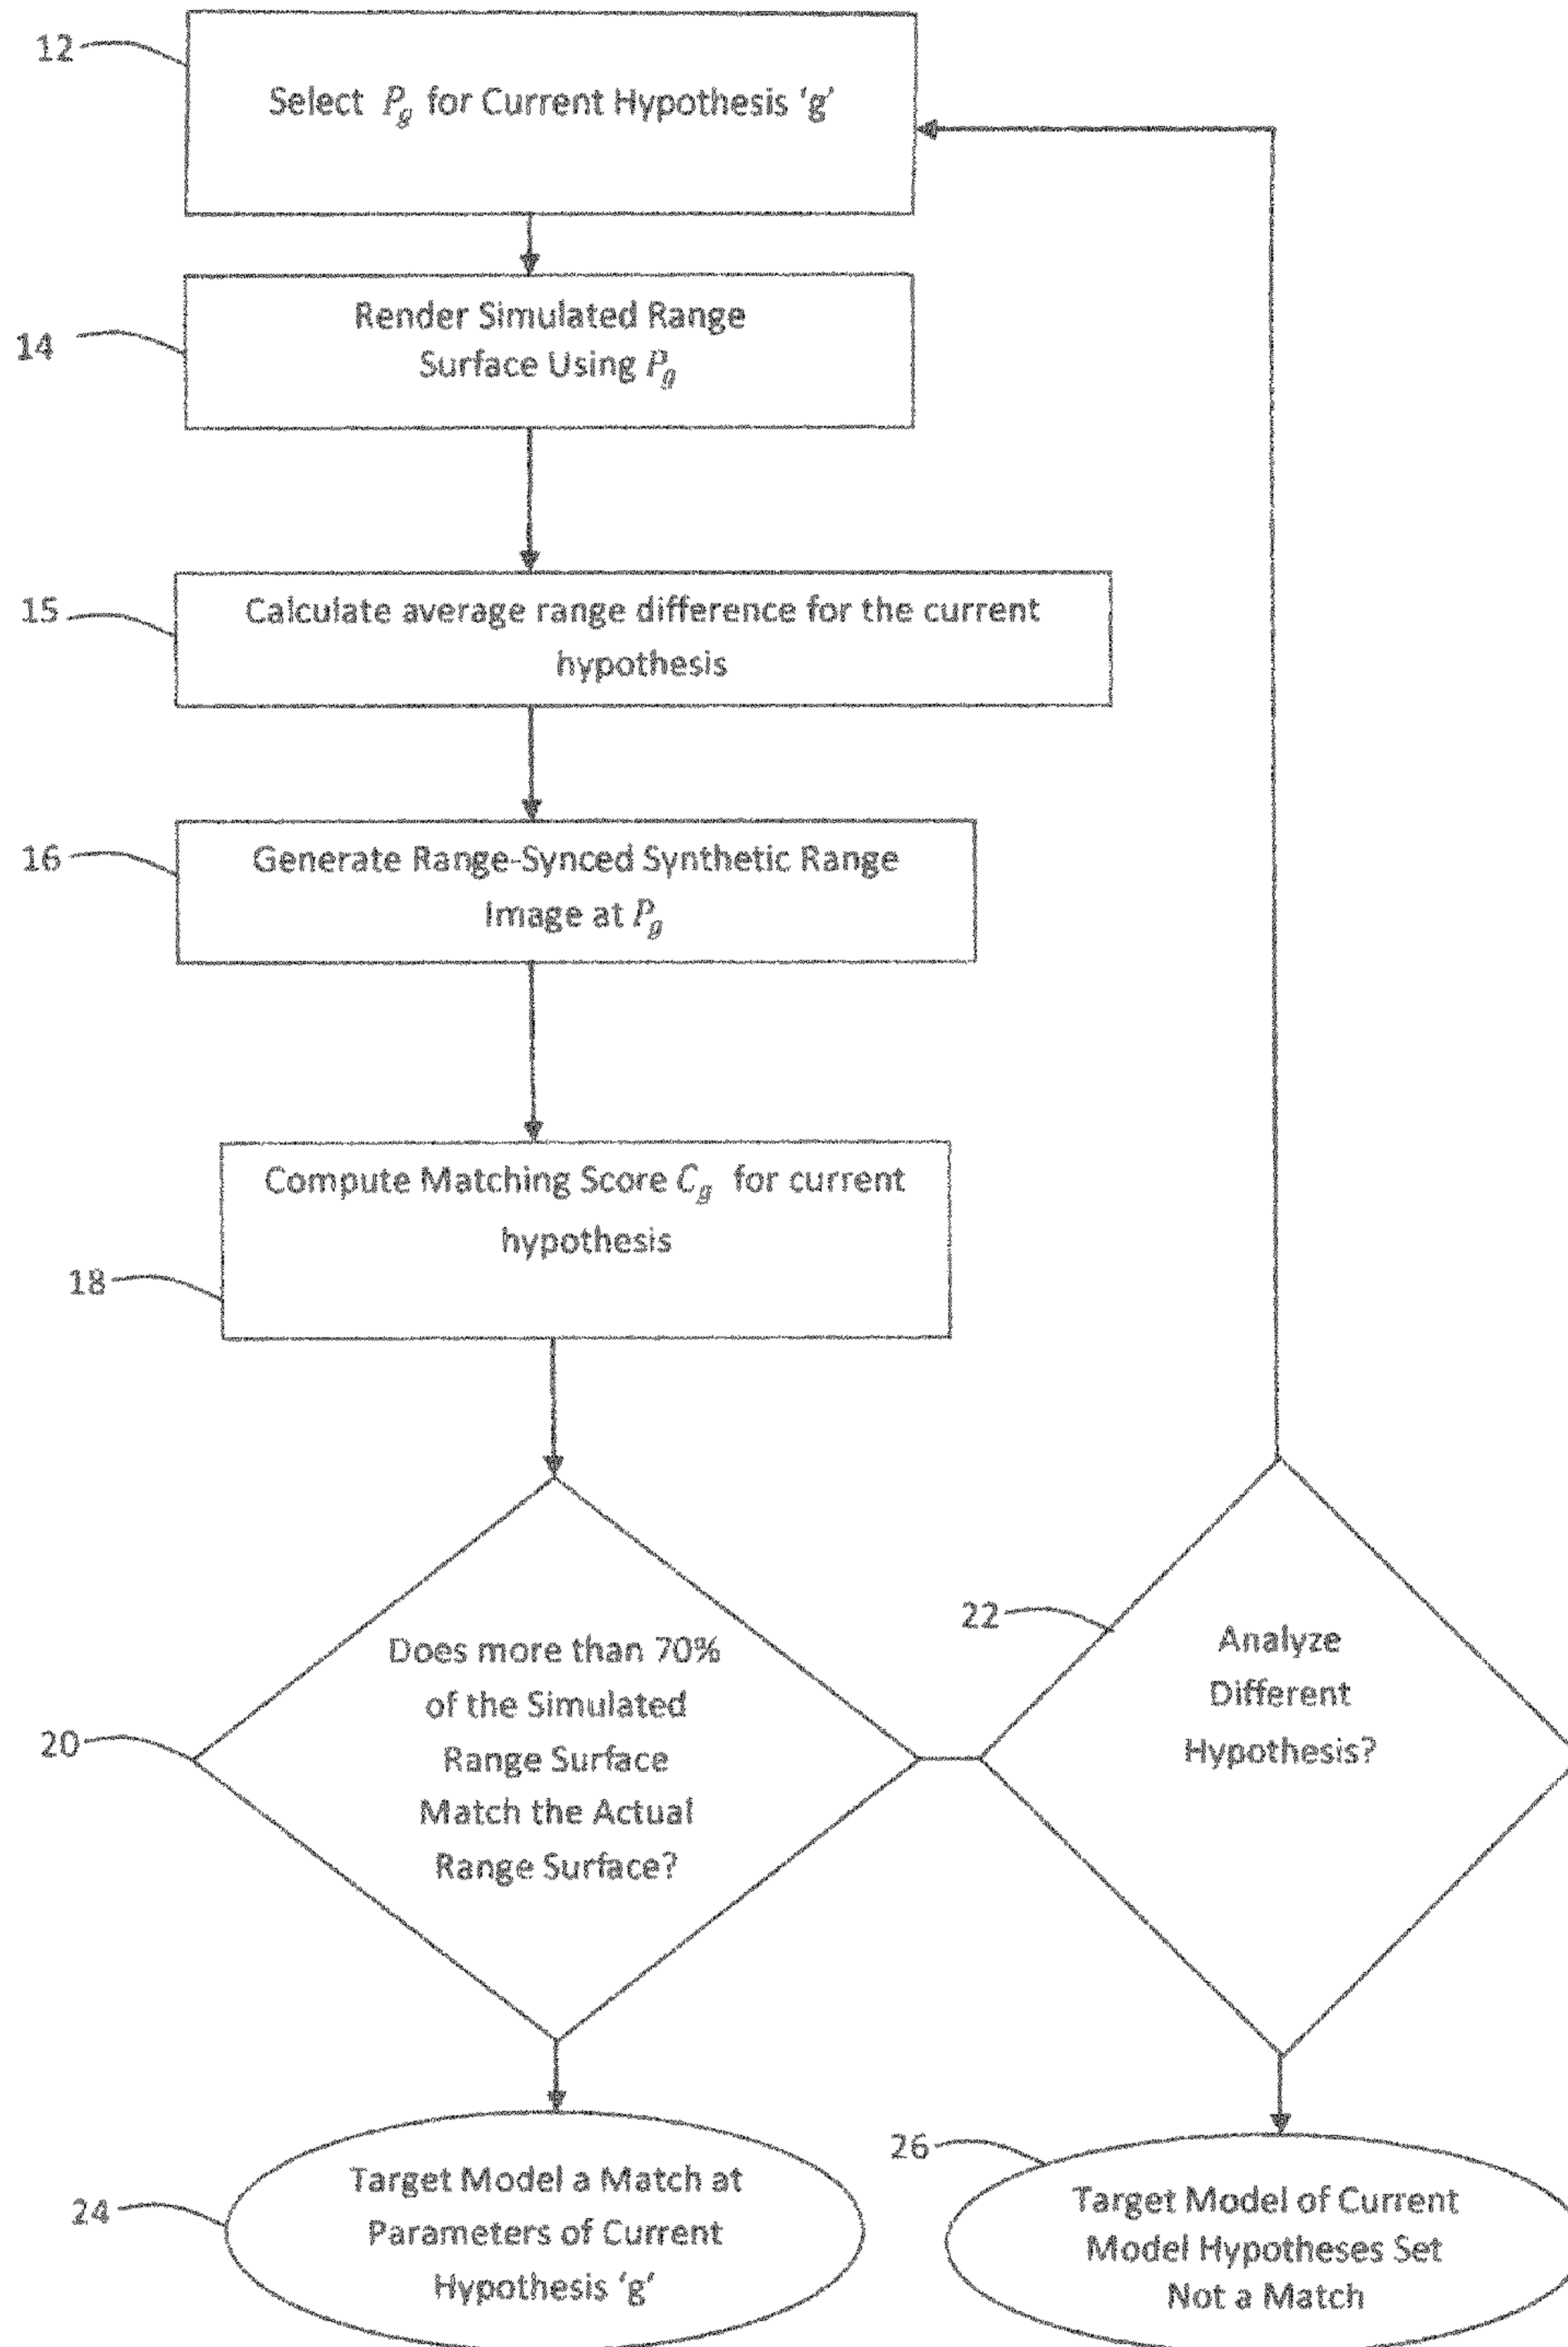 12
Select P_g for Current Hypothesis ‘g’
14
Render Simulated Range
Surface Using P_g
15
Calculate average range difference for the current
hypothesis
16
Generate Range-Synced Synthetic Range
Image at P_g
Compute Matching Score C_g for current
hypothesis
18
20
Does more than 70%
of the Simulated
Range Surface
Match the Actual
Range Surface?
22
Analyze
Different
Hypothesis?
24
Target Model a Match at
Parameters of Current
Hypothesis ‘g’
26
Target Model of Current
Model Hypotheses Set
Not a Match